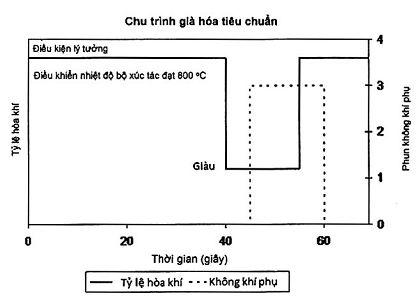 Chu trình già hóa tiêu chuẩn
Điều kiện lý tưởng
Điều khiển nhiệt độ bộ xúc tác đạt 800 ºC
Giàu
Tỷ lệ hòa khí
Phun không khí phụ
4
3
2
1
0
0 20 40 60
Thời gian (giây)
Tỷ lệ hòa khí Không khí phụ